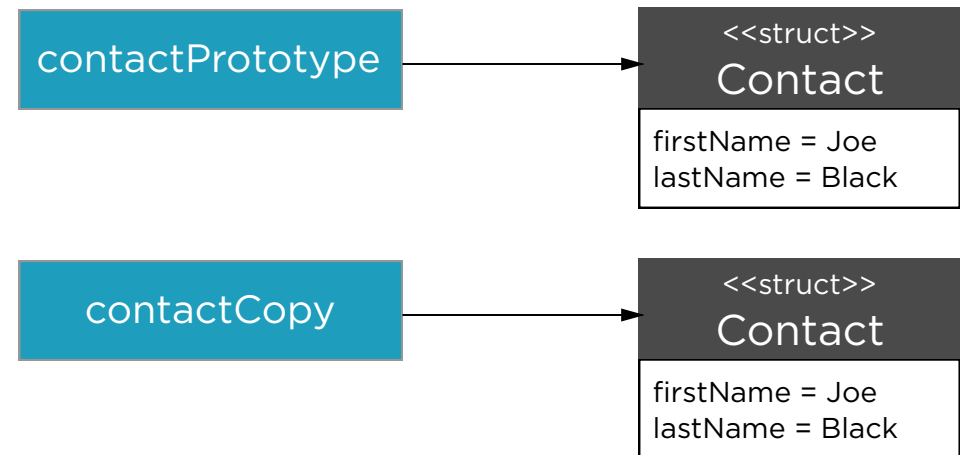 contactPrototype
<<struct>>
Contact
firstName = Joe
lastName = Black
contactCopy
<<struct>>
Contact
firstName = Joe
lastName = Black